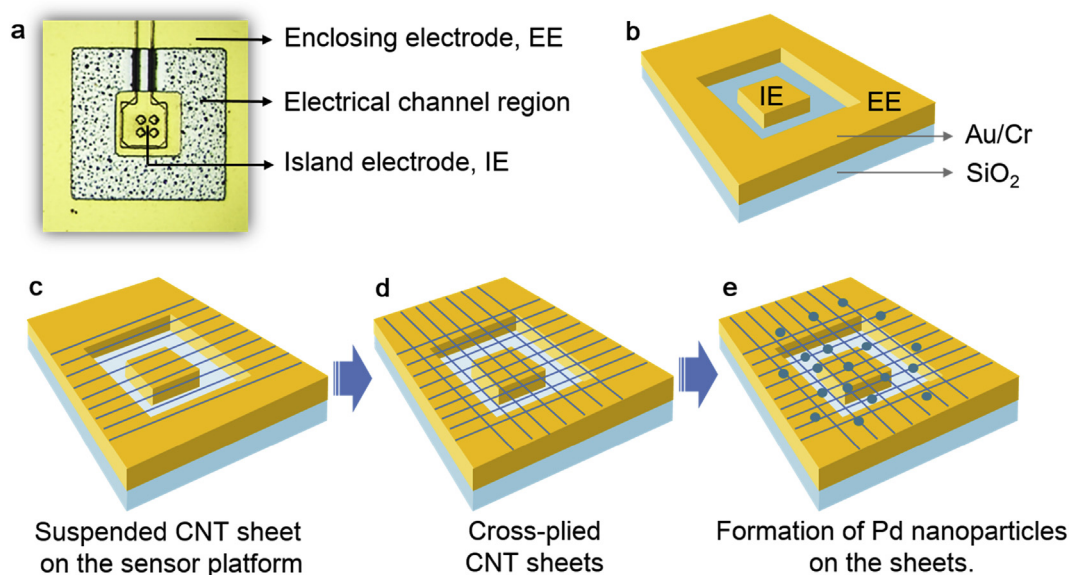 a
Enclosing electrode, EE
Electrical channel region
Island electrode, IE
b
IE
EE
Au/Cr
SiO₂
c
Suspended CNT sheet
on the sensor platform
d
Cross-plied
CNT sheets
e
Formation of Pd nanoparticles
on the sheets.